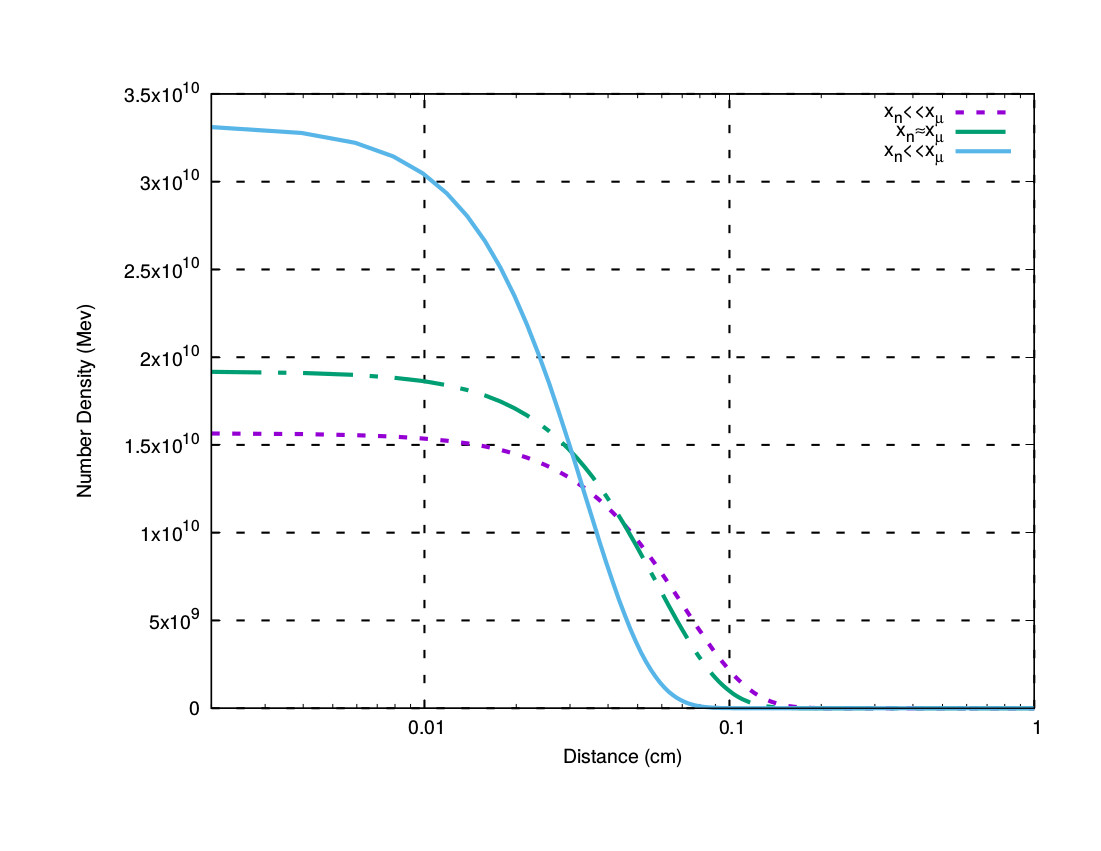 3.5x10^10
3x10^10
2.5x10^10
2x10^10
1.5x10^10
1x10^10
5x10^9
0
Number Density (Mev)
x_n<<x_μ
x_n≈x_μ
x_n<<x_μ
0.01
0.1
1
Distance (cm)